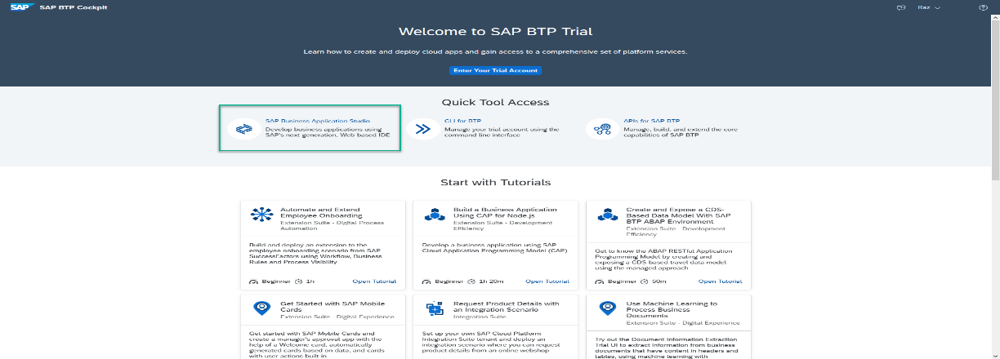 SAP SAP BTP Cockpit Raz
Welcome to SAP BTP Trial
Learn how to create and deploy cloud apps and gain access to a comprehensive set of platform services.
Enter Your Trial Account
Quick Tool Access
SAP Business Application Studio
Develop business applications using
SAP's next generation, Web based IDE
CLI for BTP
Manage your trial account using the
command line interface
APIs for SAP BTP
Manage, build, and extend the core
capabilities of SAP BTP
Start with Tutorials
Automate and Extend
Employee Onboarding
Extension Suite - Digital Process
Automation
Build and deploy an extension to the
employee onboarding scenario from SAP
SuccessFactors using Workflow, Business
Rules and Process Visibility
Beginner 1h Open Tutorial
Build a Business Application
Using CAP for Node.js
Extension Suite - Development
Efficiency
Develop a business application using SAP
Cloud Application Programming Model (CAP)
Beginner 1h 20m Open Tutorial
Create and Expose a CDS-
Based Data Model With SAP
BTP ABAP Environment
Extension Suite - Development
Efficiency
Get to know the ABAP RESTful Application
Programming Model by creating and
exposing a CDS based travel data model
using the managed approach
Beginner 50m Open Tutorial
Get Started with SAP Mobile
Cards
Extension Suite - Digital Experience
Get started with SAP Mobile Cards and
create a manager's approval app with the
help of a Welcome card, automatically
generated cards based on data, and cards
with user actions built in
Request Product Details with
an Integration Scenario
Integration Suite
Set up your own SAP Cloud Platform
Integration Suite tenant and deploy an
integration scenario where you can request
product details from an online webshop
Use Machine Learning to
Process Business
Documents
Extension Suite - Digital Experience
Try out the Document Information Extraction
Trial UI to extract Information from business
documents that have content in headers and
tables, using machine learning with